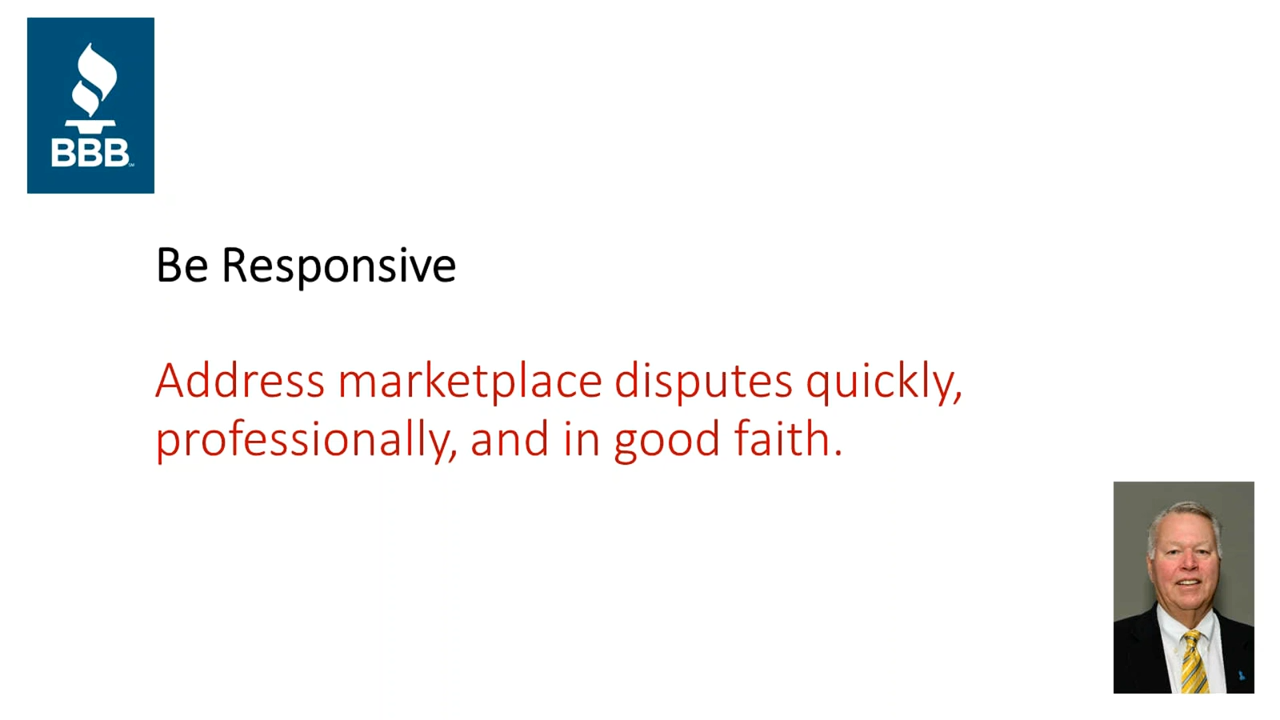 BBB
Be Responsive
Address marketplace disputes quickly,
professionally, and in good faith.